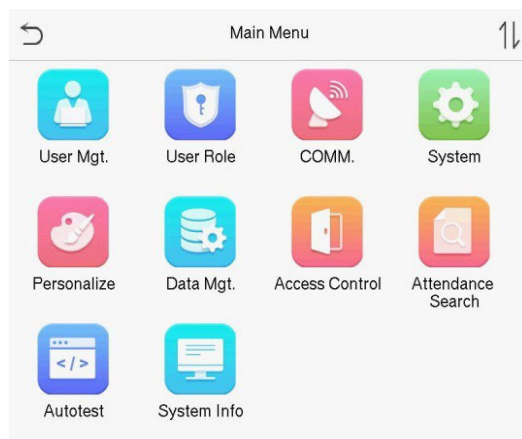 Main Menu
User Mgt.
User Role
COMM.
System
Personalize
Data Mgt.
Access Control
Attendance
Search
</>
Autotest
System Info